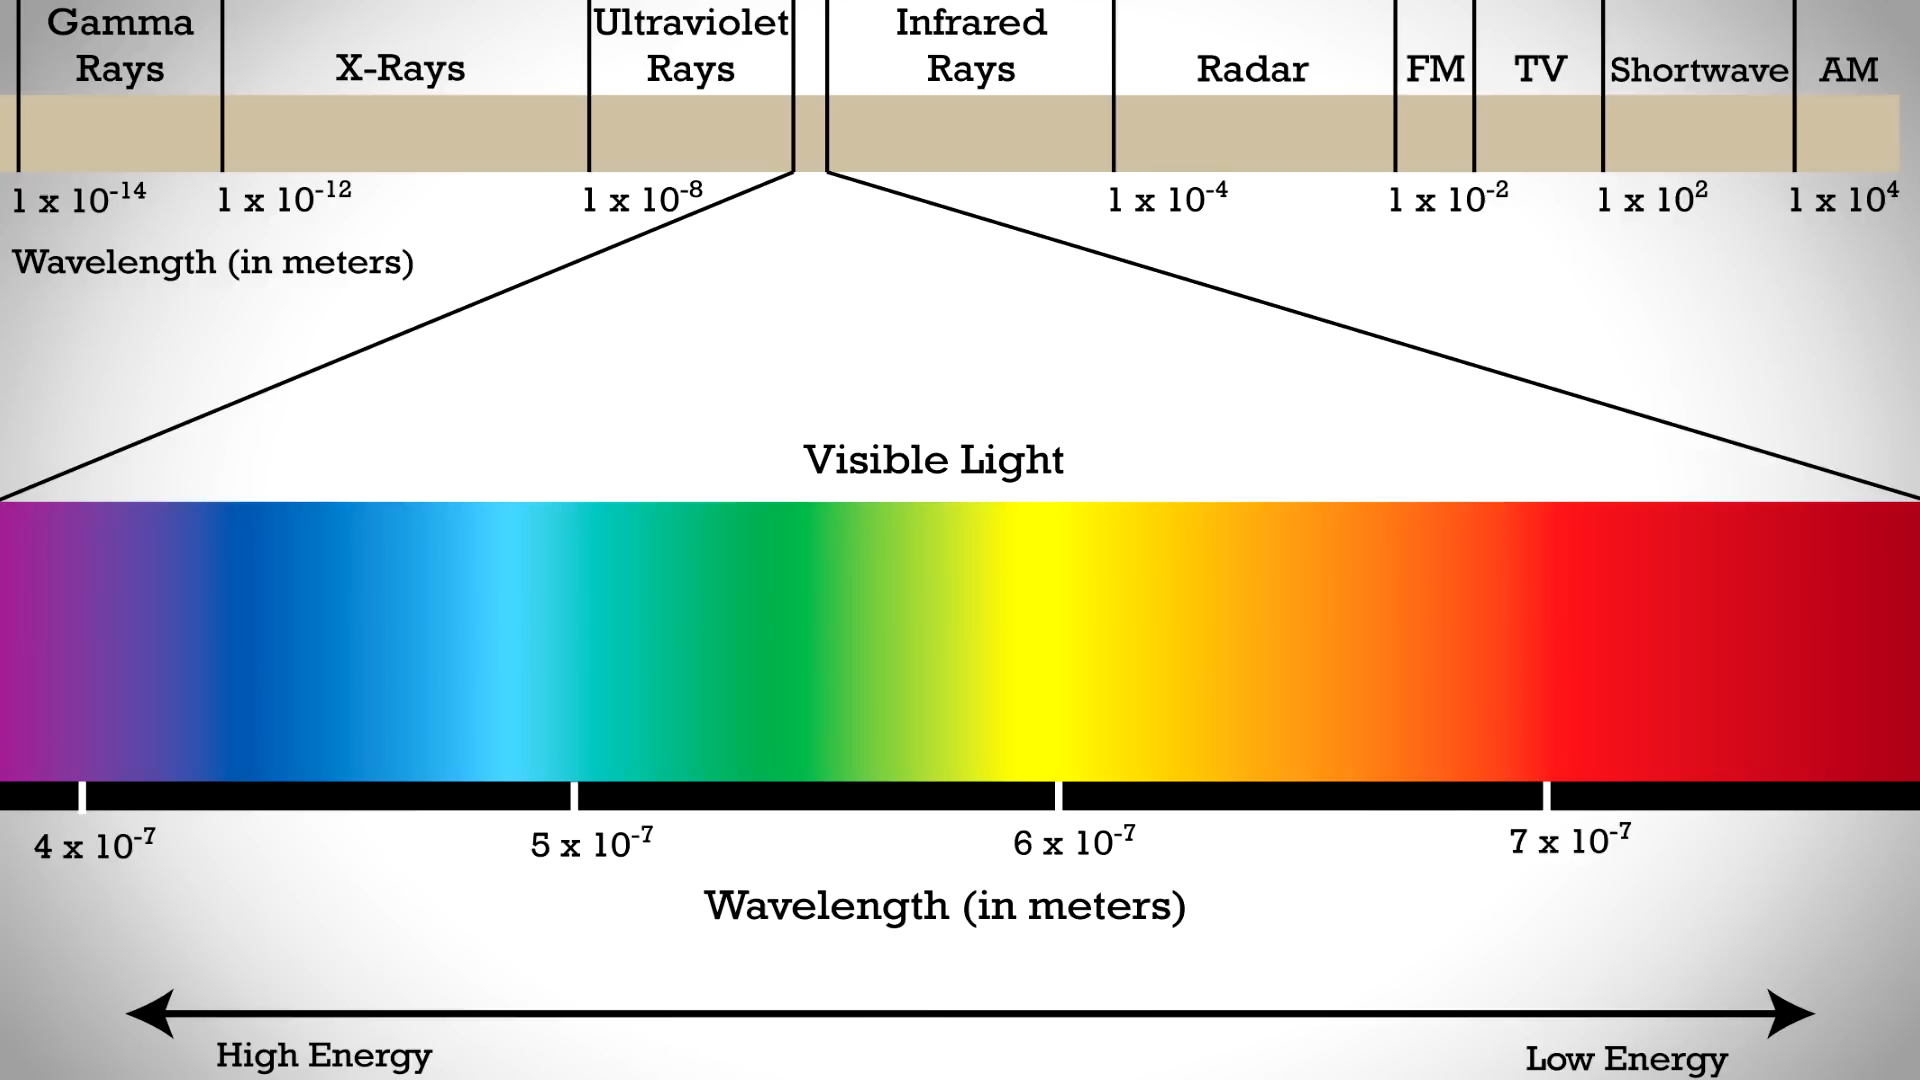 Gamma Rays
X-Rays
Ultraviolet Rays
Infrared Rays
Radar
FM
TV
Shortwave
AM
1 x 10⁻¹⁴
1 x 10⁻¹²
1 x 10⁻⁸
1 x 10⁻⁴
1 x 10⁻²
1 x 10²
1 x 10⁴
Wavelength (in meters)
Visible Light
4 x 10⁻⁷
5 x 10⁻⁷
6 x 10⁻⁷
7 x 10⁻⁷
Wavelength (in meters)
High Energy
Low Energy